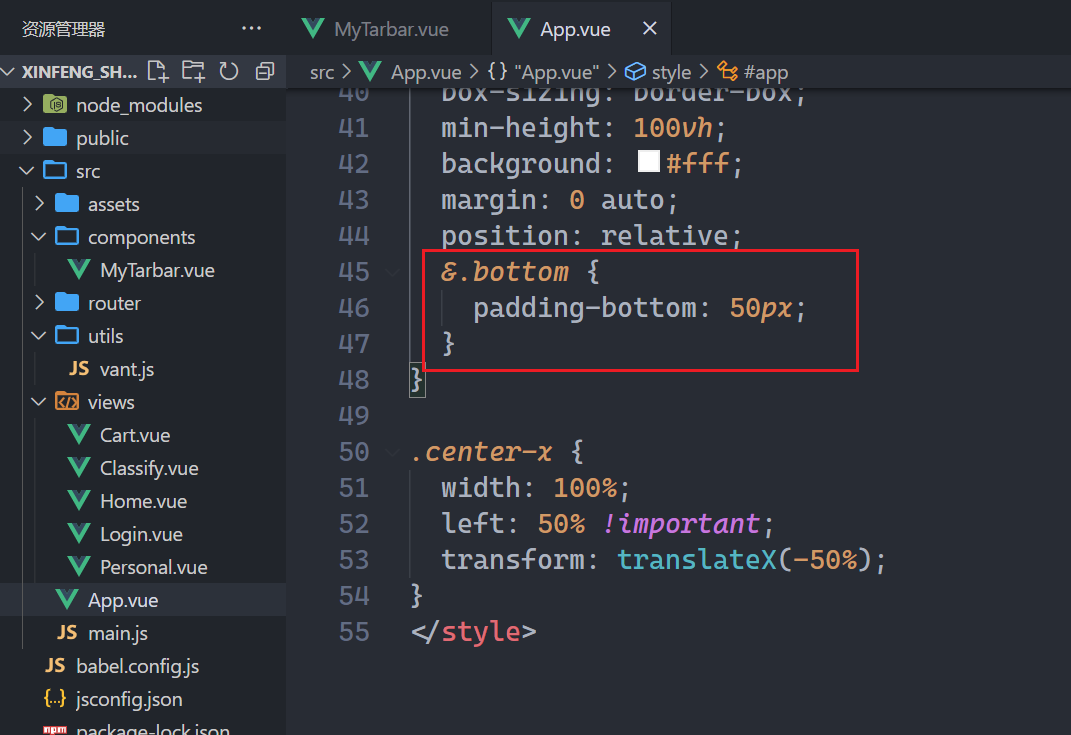 资源管理器 ···
XINFENG_SH...
node_modules
public
src
assets
components
MyTarbar.vue
router
utils
JS vant.js
views
Cart.vue
Classify.vue
Home.vue
Login.vue
Personal.vue
App.vue
JS main.js
JS babel.config.js
{..} jsconfig.json
npm package-lock.json
MyTarbar.vue App.vue
src > App.vue > {} "App.vue" > style > #app
40 box-sizing: border-box;
41 min-height: 100vh;
42 background: #fff;
43 margin: 0 auto;
44 position: relative;
45 &.bottom {
46 padding-bottom: 50px;
47 }
48 }
49
50 .center-x {
51 width: 100%;
52 left: 50% !important;
53 transform: translateX(-50%);
54 }
55 </style>